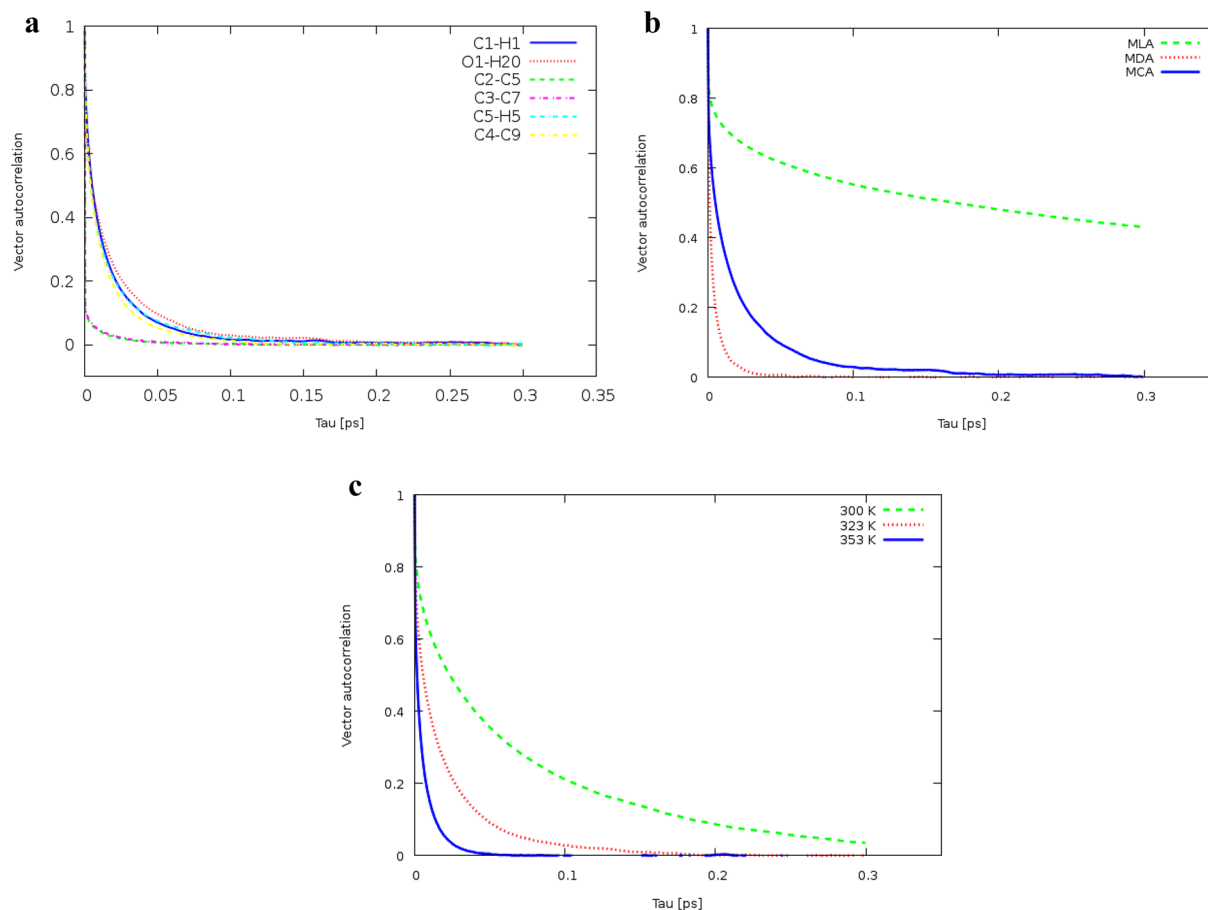 a
Vector autocorrelation
1
0.8
0.6
0.4
0.2
0
C1-H1
O1-H20
C2-C5
C3-C7
C5-H5
C4-C9
0 0.05 0.1 0.15 0.2 0.25 0.3 0.35
Tau [ps]
b
Vector autocorrelation
1
0.8
0.6
0.4
0.2
0
MLA
MDA
MCA
0 0.1 0.2 0.3
Tau [ps]
c
Vector autocorrelation
1
0.8
0.6
0.4
0.2
0
300 K
323 K
353 K
0 0.1 0.2 0.3
Tau [ps]